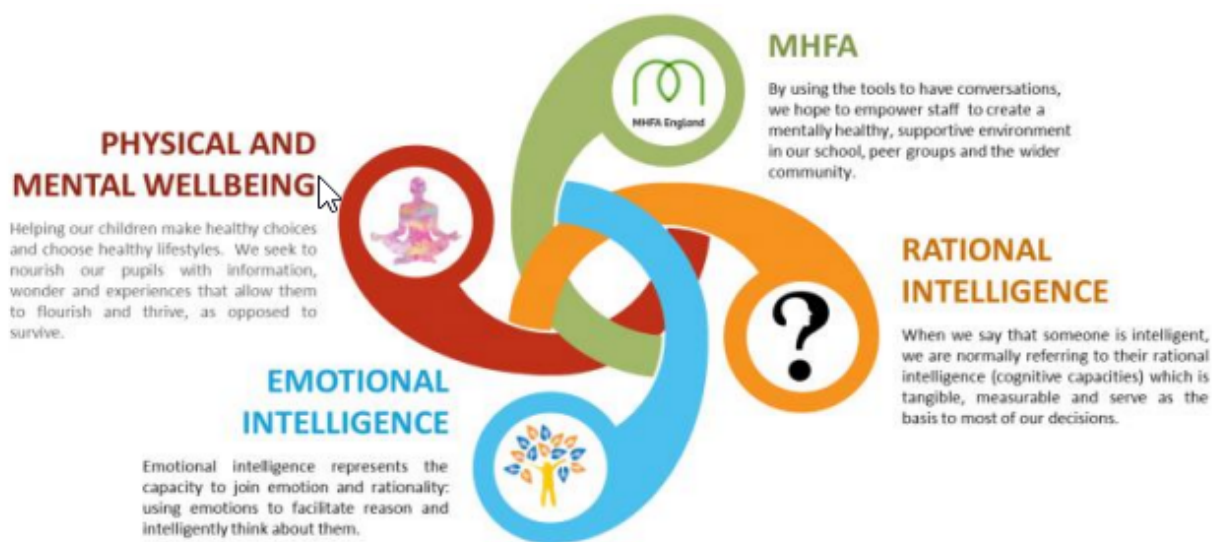 MHFA
By using the tools to have conversations,
we hope to empower staff to create a
mentally healthy, supportive environment
in our school, peer groups and the wider
community.
MHFA England
PHYSICAL AND
MENTAL WELLBEING
Helping our children make healthy choices
and choose healthy lifestyles. We seek to
nourish our pupils with information,
wonder and experiences that allow them
to flourish and thrive, as opposed to
survive.
RATIONAL
INTELLIGENCE
When we say that someone is intelligent,
we are normally referring to their rational
intelligence (cognitive capacities) which is
tangible, measurable and serve as the
basis to most of our decisions.
?
EMOTIONAL
INTELLIGENCE
Emotional intelligence represents the
capacity to join emotion and rationality:
using emotions to facilitate reason and
intelligently think about them.